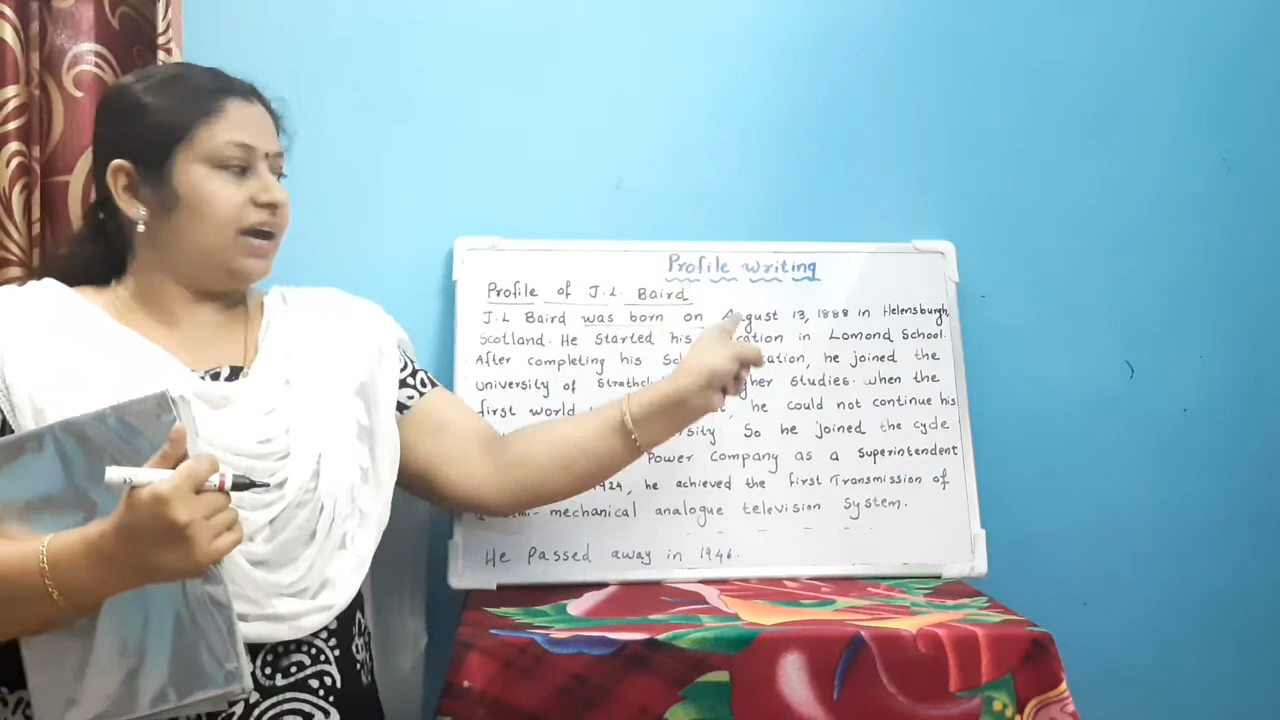 Profile writing
Profile of J.L. Baird
J.L Baird was born on August 13, 1888 in Helensburgh,
Scotland. He started his cation in Lomond School.
After completing his Sc ation, he joined the
University of Strathcl gher studies. when the
first world , he could not continue his
sity. So he joined the cyde
Power company as a Superintendent
1924, he achieved the first Transmission of
mechanical analogue television System.
He passed away in 1946.